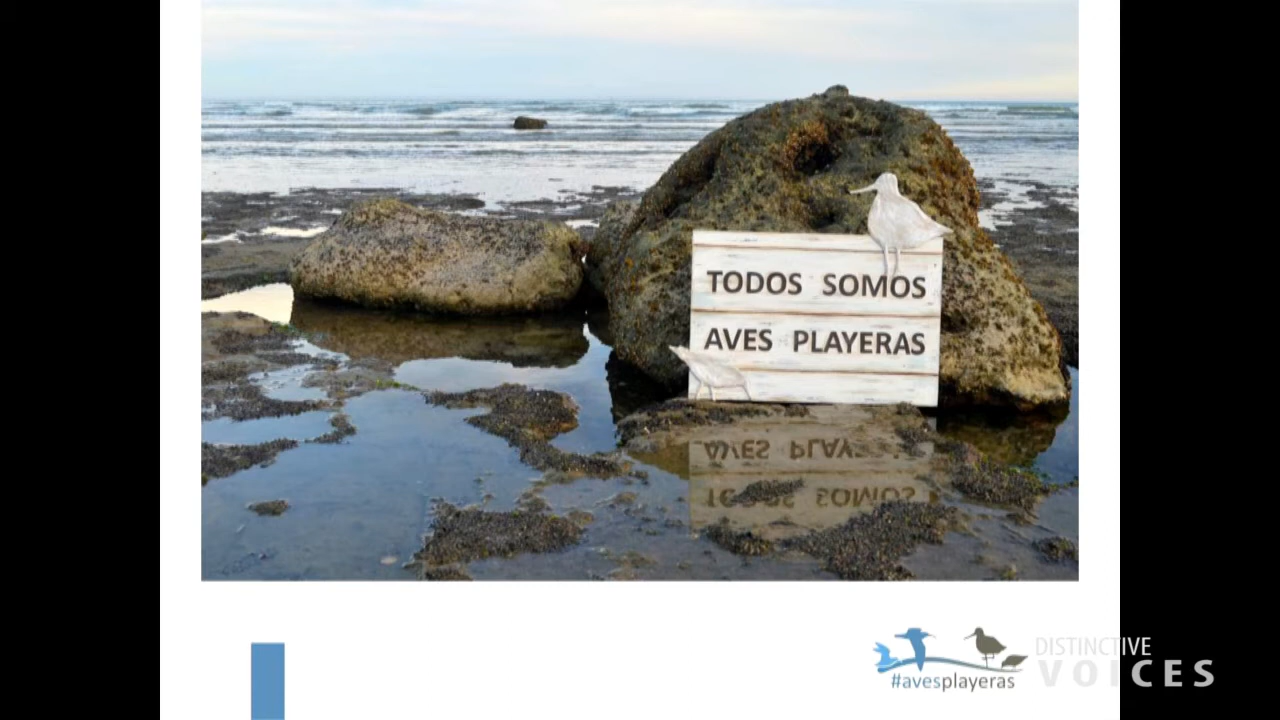 TODOS SOMOS
AVES PLAYERAS
#avesplayeras
DISTINCTIVE
VOICES